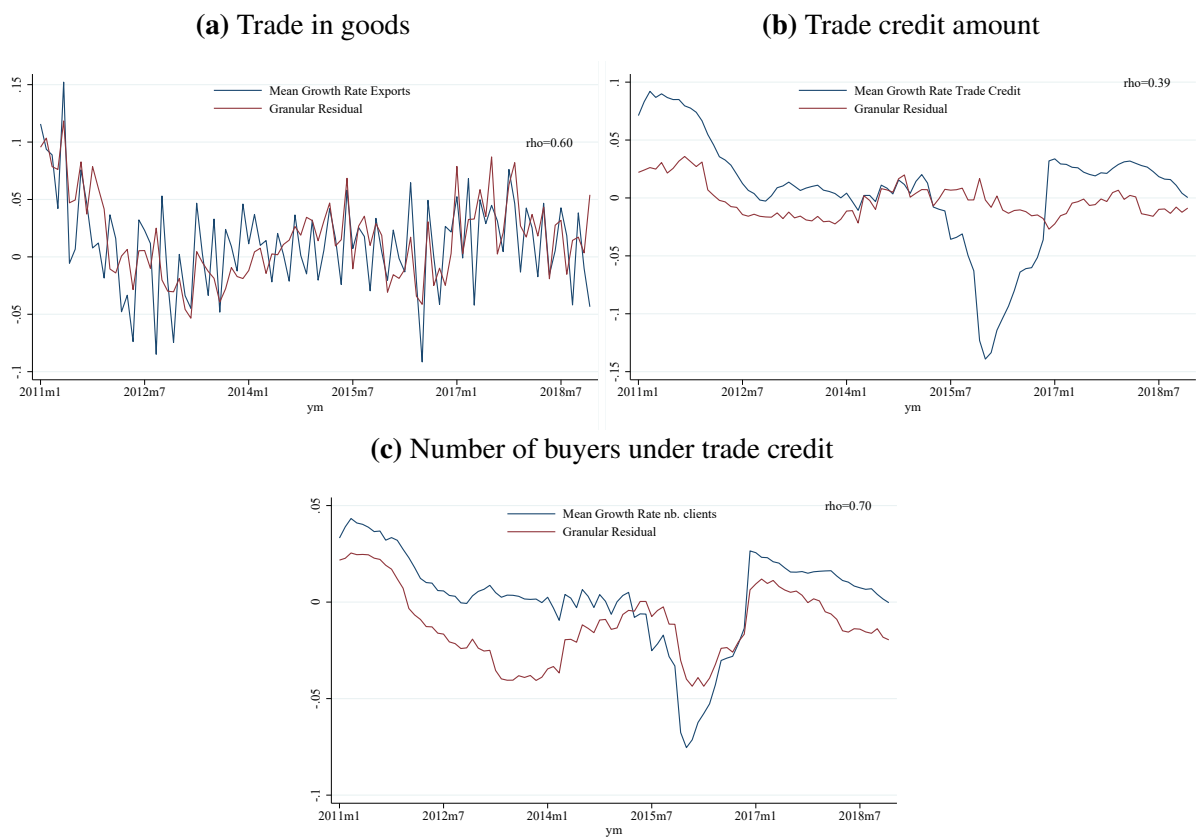 (a) Trade in goods
.15
.1
.05
0
-.05
-.1
Mean Growth Rate Exports
Granular Residual
rho=0.60
2011m1 2012m7 2014m1 2015m7 2017m1 2018m7
ym
(b) Trade credit amount
.1
.05
0
-.05
-.1
-.15
Mean Growth Rate Trade Credit
Granular Residual
rho=0.39
2011m1 2012m7 2014m1 2015m7 2017m1 2018m7
ym
(c) Number of buyers under trade credit
.05
0
-.05
-.1
Mean Growth Rate nb. clients
Granular Residual
rho=0.70
2011m1 2012m7 2014m1 2015m7 2017m1 2018m7
ym